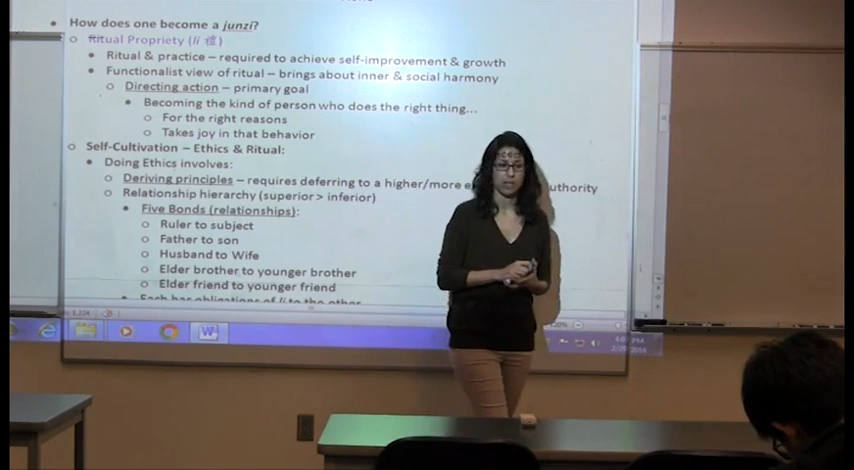 How does one become a junzi?
Ritual Propriety (li 禮)
Ritual & practice – required to achieve self-improvement & growth
Functionalist view of ritual – brings about inner & social harmony
Directing action – primary goal
Becoming the kind of person who does the right thing…
For the right reasons
Takes joy in that behavior
Self-Cultivation – Ethics & Ritual:
Doing Ethics involves:
Deriving principles – requires deferring to a higher/more
Relationship hierarchy (superior > inferior)
Five Bonds (relationships):
Ruler to subject
Father to son
Husband to Wife
Elder brother to younger brother
Elder friend to younger friend
Each has obligations of li to the other